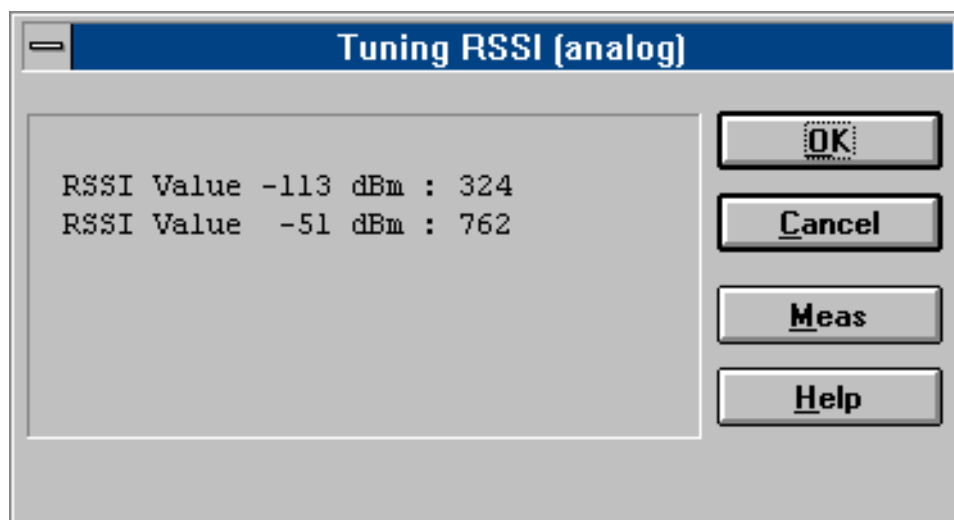 Tuning RSSI (analog)
RSSI Value -113 dBm : 324
RSSI Value  -51 dBm : 762
OK
Cancel
Meas
Help